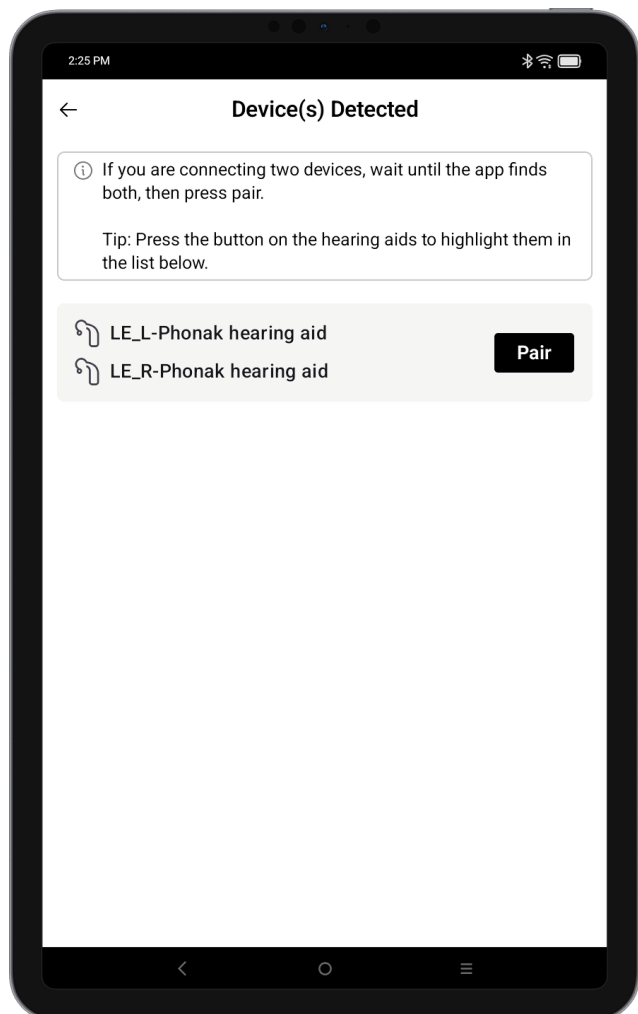 2:25 PM
Device(s) Detected
If you are connecting two devices, wait until the app finds
both, then press pair.
Tip: Press the button on the hearing aids to highlight them in
the list below.
LE_L-Phonak hearing aid
Pair
LE_R-Phonak hearing aid